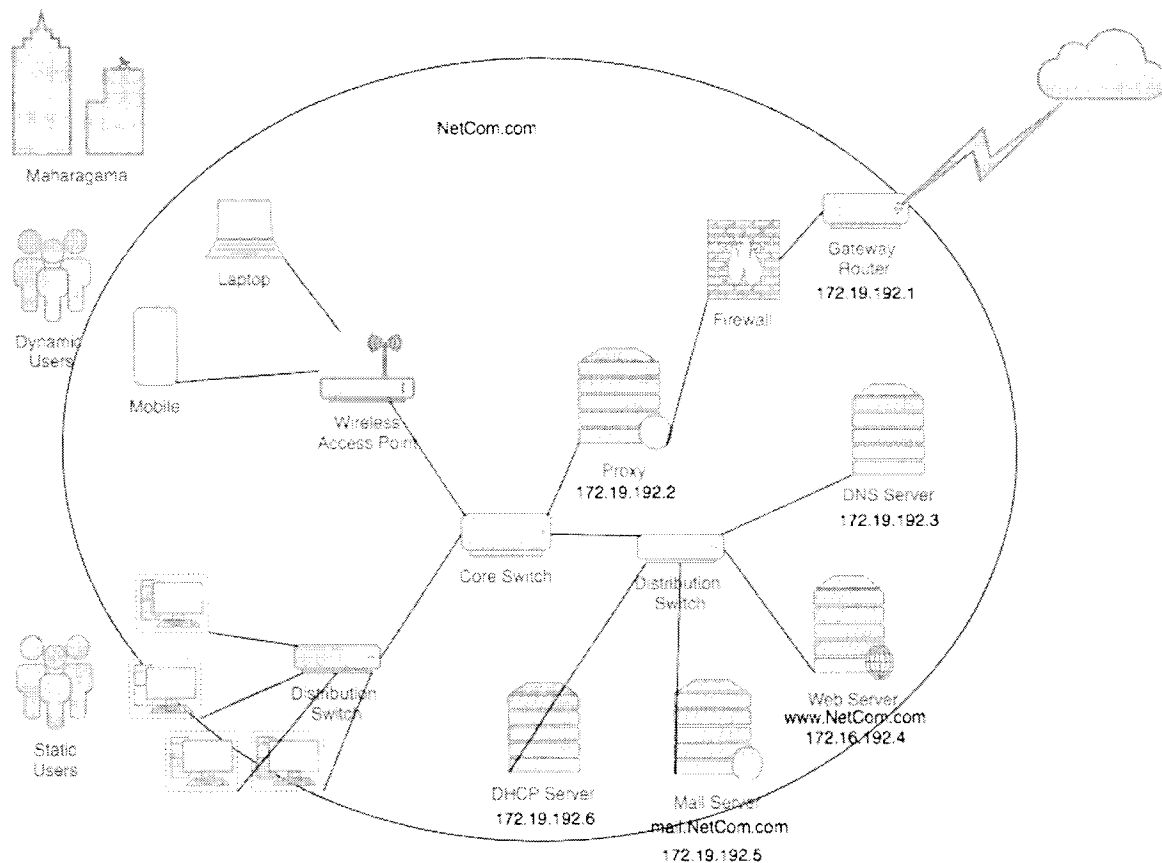 NetCom.com
Maharagama
Laptop
Gateway
Router
172.19.192.1
Dynamic
Users
Firewall
Mobile
Wireless
Access Point
Proxy
172.19.192.2
DNS Server
172.19.192.3
Core Switch
Distribution
Switch
Distribution
Switch
Static
Users
Web Server
www.NetCom.com
172.16.192.4
DHCP Server
172.19.192.6
Mail Server
mail.NetCom.com
172.19.192.5